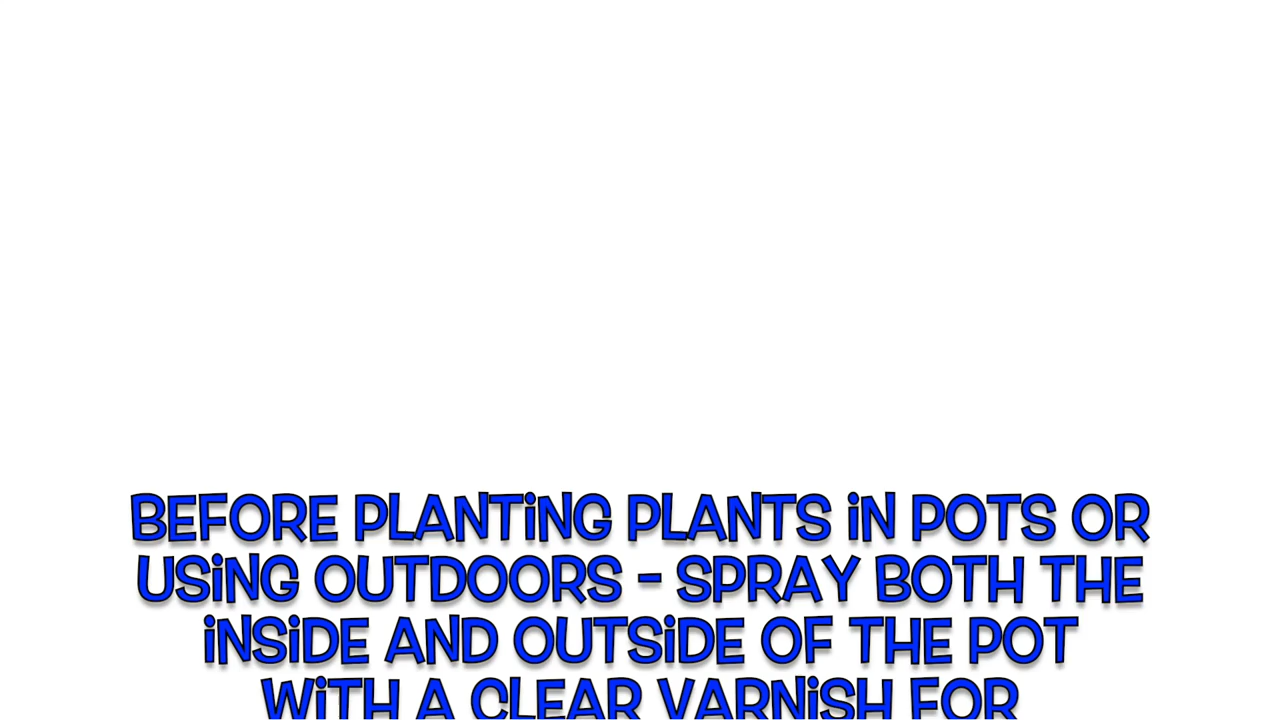 BEFORE PLANTiNG PLANTS iN POTS OR
USiNG OUTDOORS - SPRAY BOTH THE
iNSiDE AND OUTSiDE OF THE POT
WiTH A CLEAR VARNiSH FOR